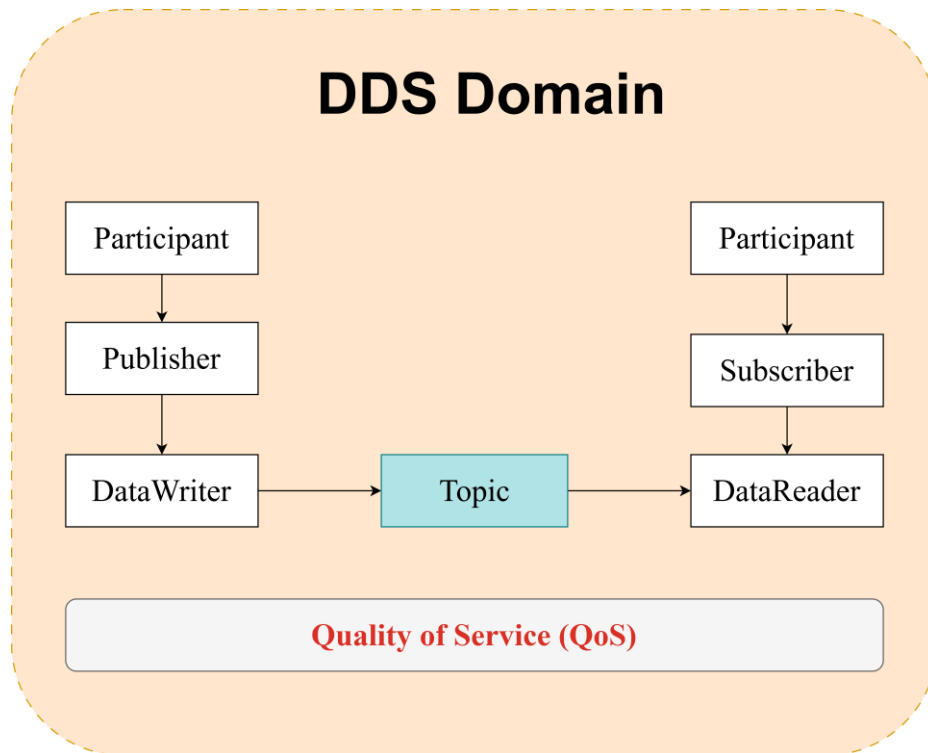 DDS Domain
Participant
Participant
Publisher
Subscriber
DataWriter
Topic
DataReader
Quality of Service (QoS)